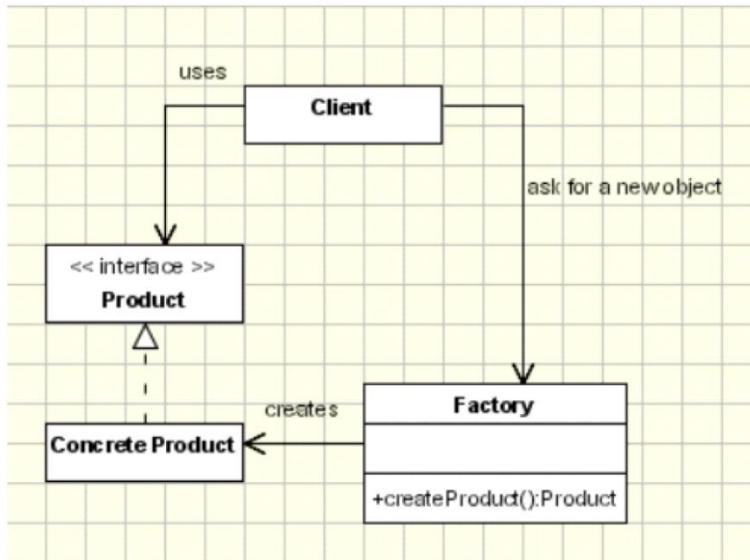 uses
Client
ask for a new object
<< interface >>
Product
creates
Factory
Concrete Product
+createProduct():Product